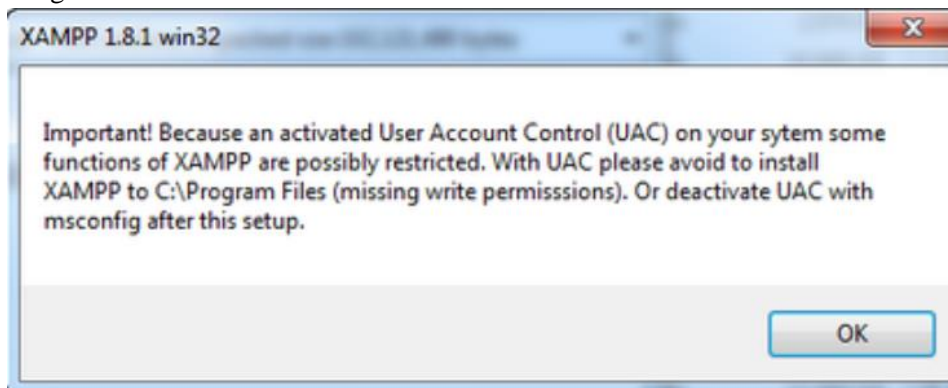 XAMPP 1.8.1 win32
Important! Because an activated User Account Control (UAC) on your sytem some
functions of XAMPP are possibly restricted. With UAC please avoid to install
XAMPP to C:\Program Files (missing write permisssions). Or deactivate UAC with
msconfig after this setup.
OK